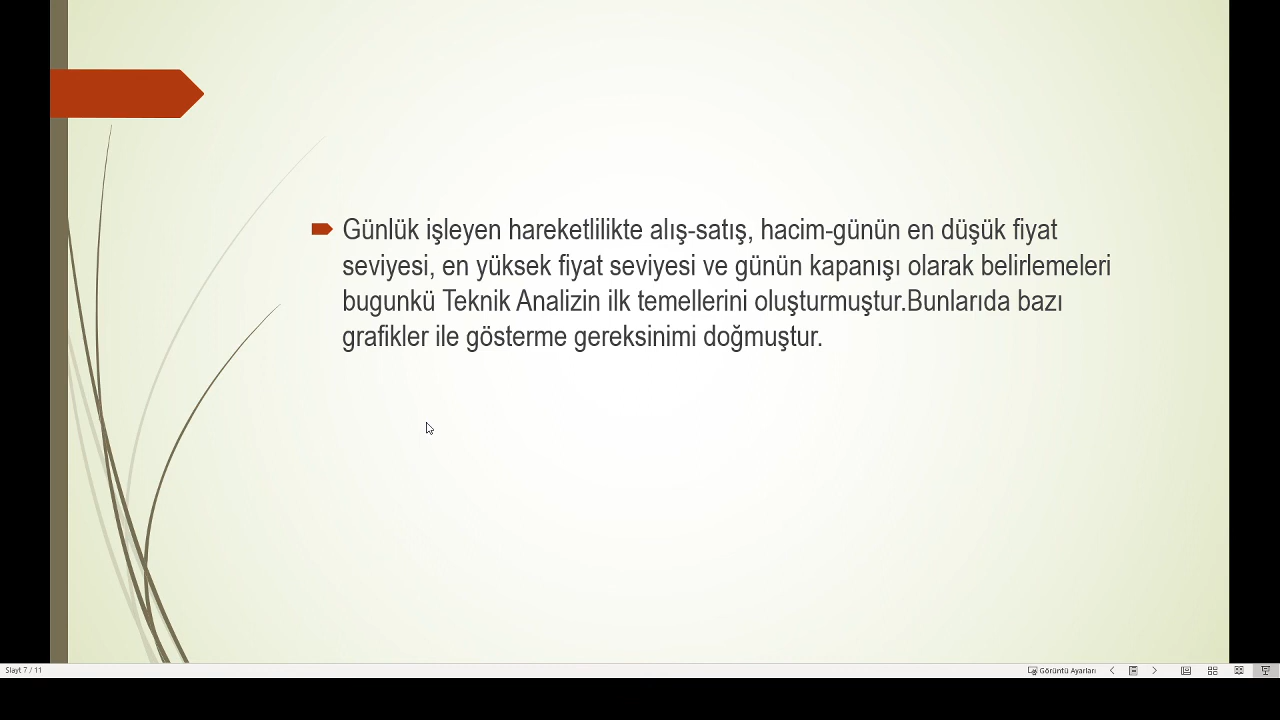 Günlük işleyen hareketlilikte alış-satış, hacim-günün en düşük fiyat
seviyesi, en yüksek fiyat seviyesi ve günün kapanışı olarak belirlemeleri
bugunkü Teknik Analizin ilk temellerini oluşturmuştur.Bunlarıda bazı
grafikler ile gösterme gereksinimi doğmuştur.
Slayt 7 / 11
Görüntü Ayarları